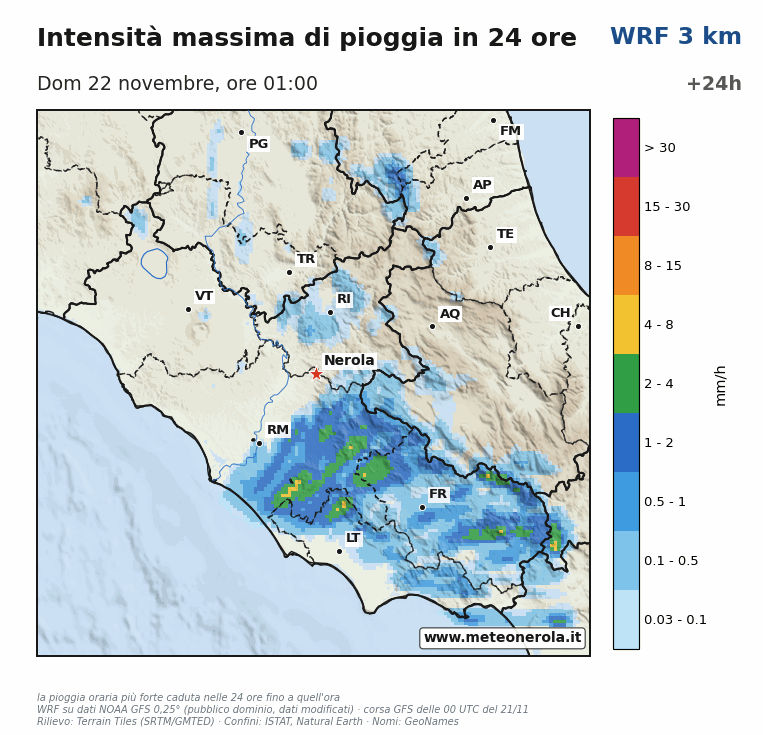 Intensità massima di pioggia in 24 ore
WRF 3 km
Dom 22 novembre, ore 01:00
+24h
FM
PG
AP
TE
TR
VT
RI
AQ
CH
Nerola
RM
FR
LT
www.meteonerola.it
> 30
15 - 30
8 - 15
4 - 8
2 - 4
1 - 2
0.5 - 1
0.1 - 0.5
0.03 - 0.1
mm/h
la pioggia oraria più forte caduta nelle 24 ore fino a quell'ora
WRF su dati NOAA GFS 0,25° (pubblico dominio, dati modificati) · corsa GFS delle 00 UTC del 21/11
Rilievo: Terrain Tiles (SRTM/GMTED) · Confini: ISTAT, Natural Earth · Nomi: GeoNames